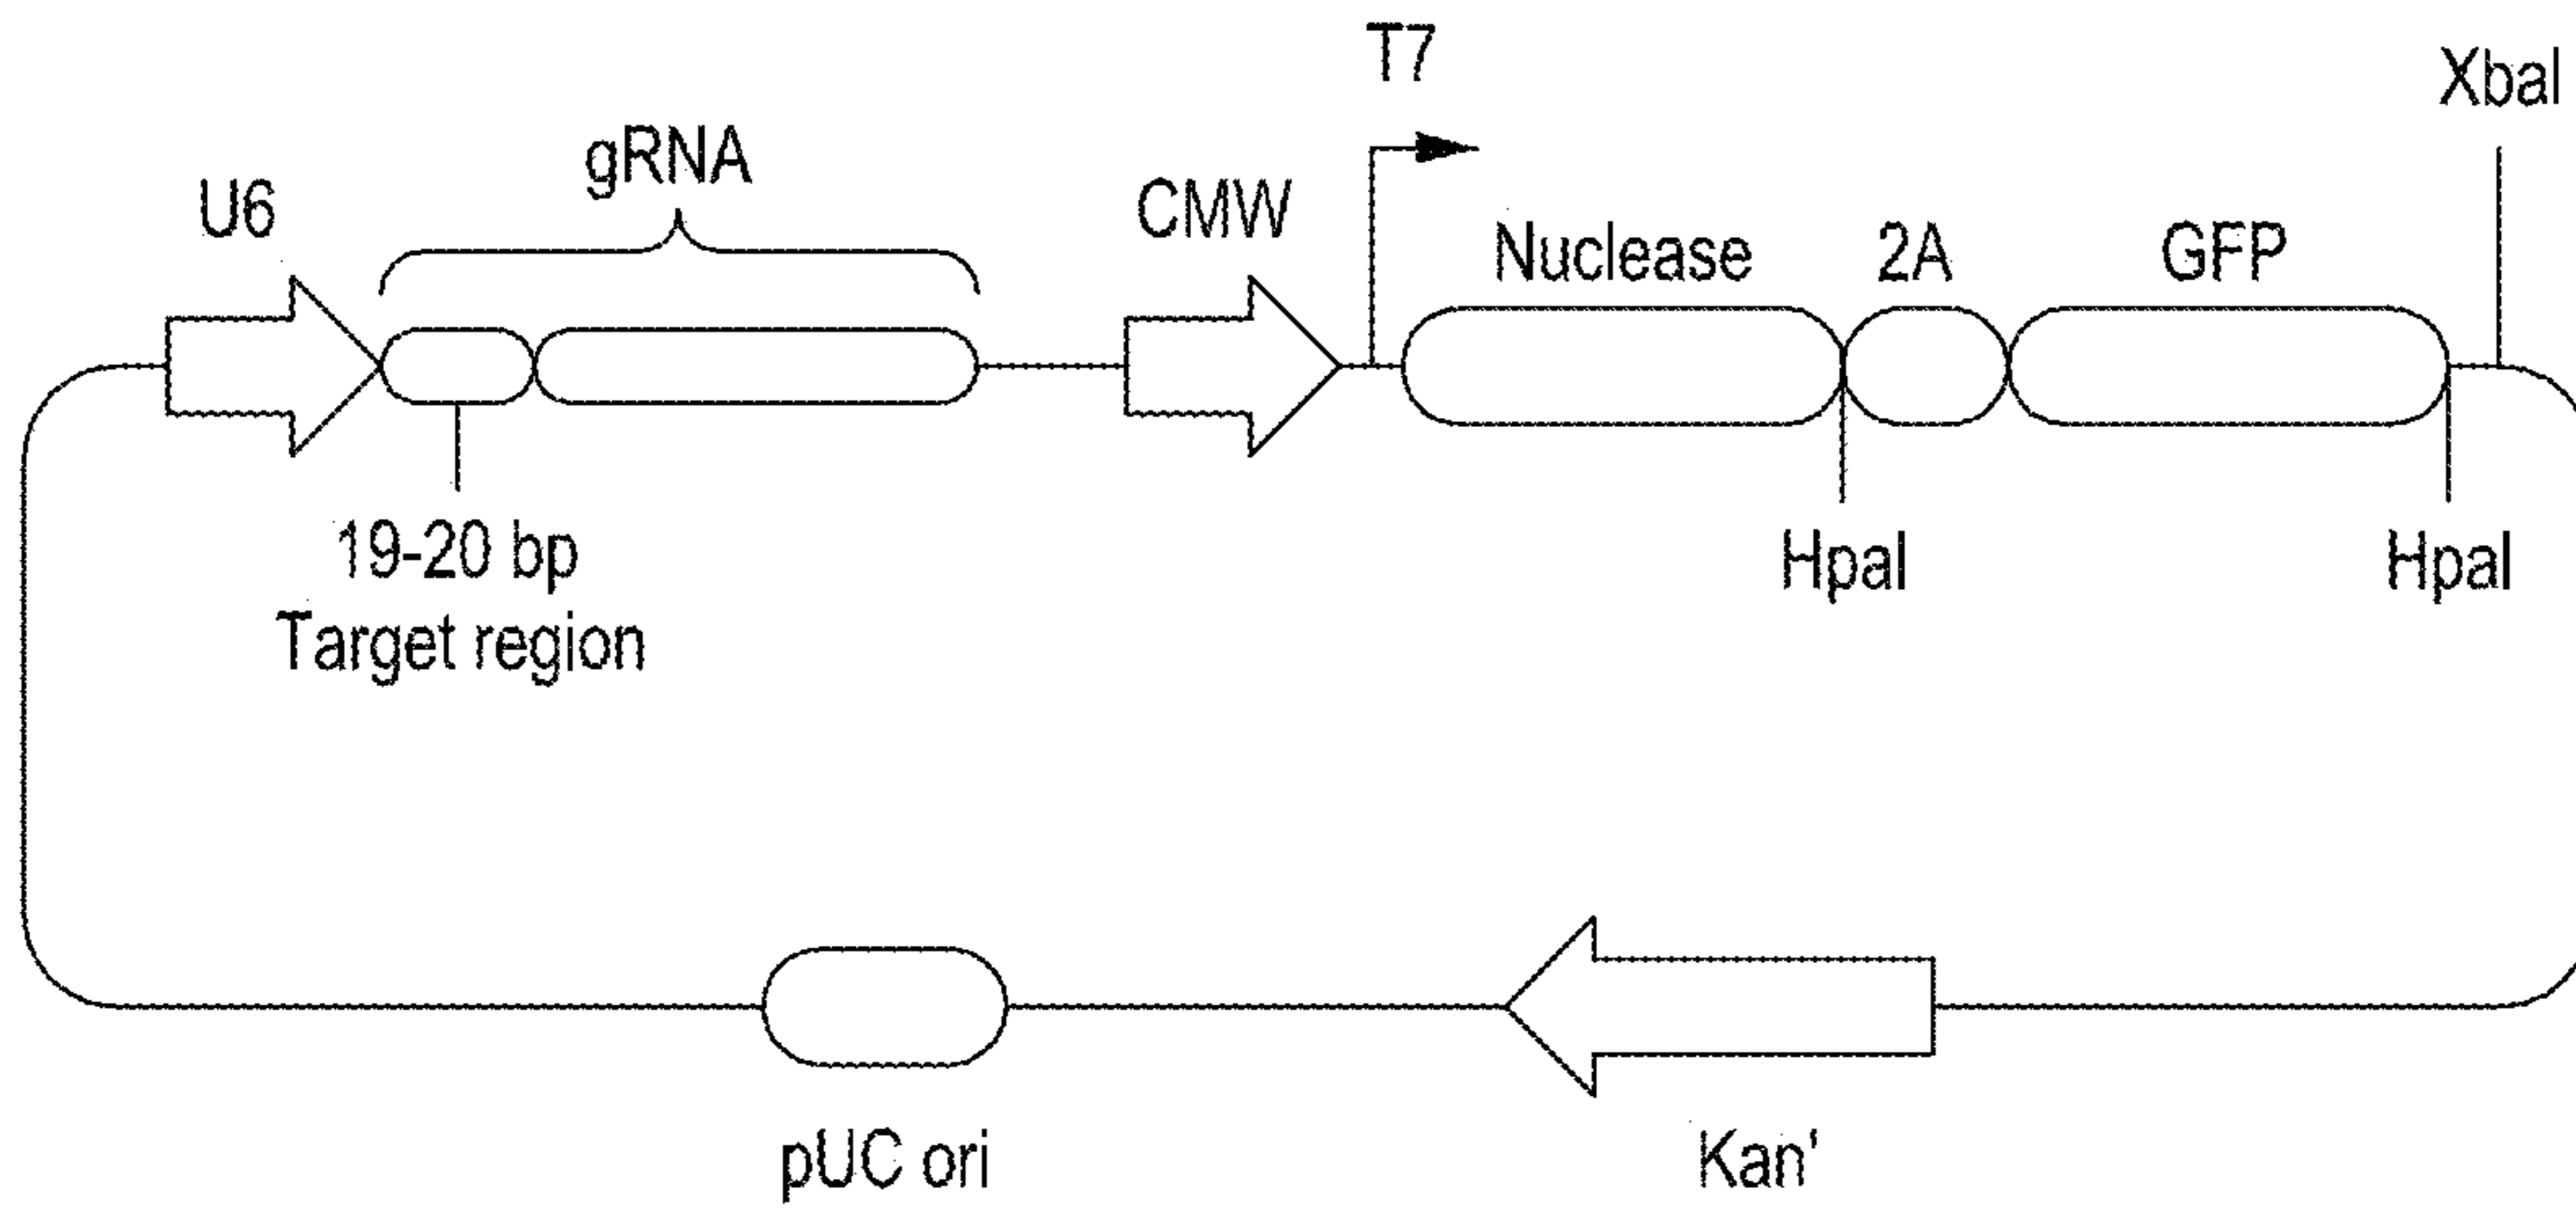 T7
XbaI
gRNA
U6
CMW
Nuclease
2A
GFP
19-20 bp
Target region
HpaI
HpaI
pUC ori
Kan'